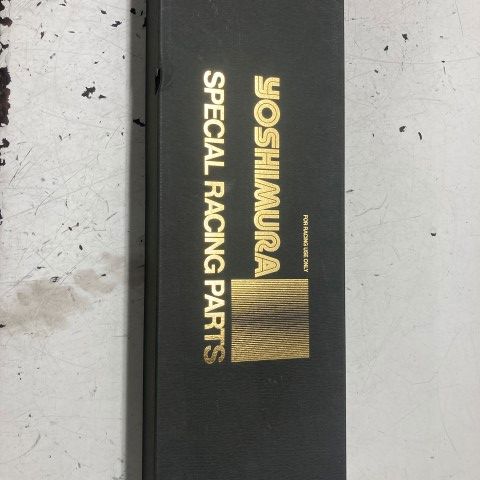 FOR RACING USE ONLY
YOSHIMURA
SPECIAL RACING PARTS